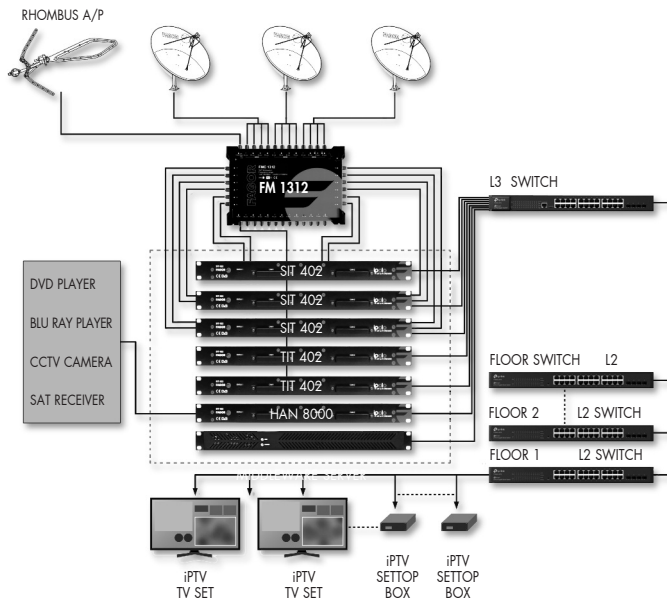 RHOMBUS A/P
FM 1312
L3 SWITCH
SIT 402
SIT 402
SIT 402
TIT 402
TIT 402
HAN 8000
DVD PLAYER
BLU RAY PLAYER
CCTV CAMERA
SAT RECEIVER
FLOOR SWITCH L2
FLOOR 2 L2 SWITCH
FLOOR 1 L2 SWITCH
MIDDLEWARE SERVER
iPTV
TV SET
iPTV
TV SET
iPTV
SETTOP
BOX
iPTV
SETTOP
BOX